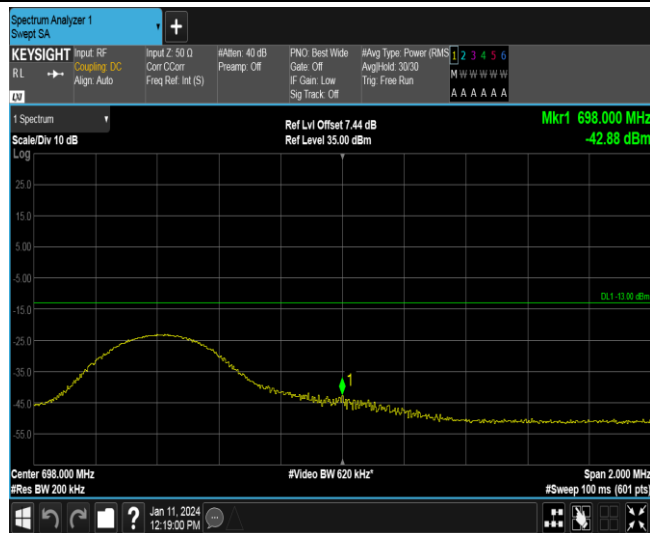 Spectrum Analyzer 1
Swept SA
+
KEYSIGHT
RL
LXI
Input: RF
Coupling: DC
Align: Auto
Input Z: 50 Ω
Corr CCorr
Freq Ref: Int (S)
#Atten: 40 dB
Preamp: Off
PNO: Best Wide
Gate: Off
IF Gain: Low
Sig Track: Off
#Avg Type: Power (RMS
Avg|Hold: 30/30
Trig: Free Run
1 2 3 4 5 6
M W W W W W
A A A A A A
1 Spectrum
Scale/Div 10 dB
Ref Lvl Offset 7.44 dB
Ref Level 35.00 dBm
Mkr1 698.000 MHz
-42.88 dBm
Log
25.0
15.0
5.00
-5.00
DL1 -13.00 dBm
-15.0
-25.0
-35.0
1
-45.0
-55.0
Center 698.000 MHz
#Res BW 200 kHz
#Video BW 620 kHz*
Span 2.000 MHz
#Sweep 100 ms (601 pts)
?
Jan 11, 2024
12:19:00 PM